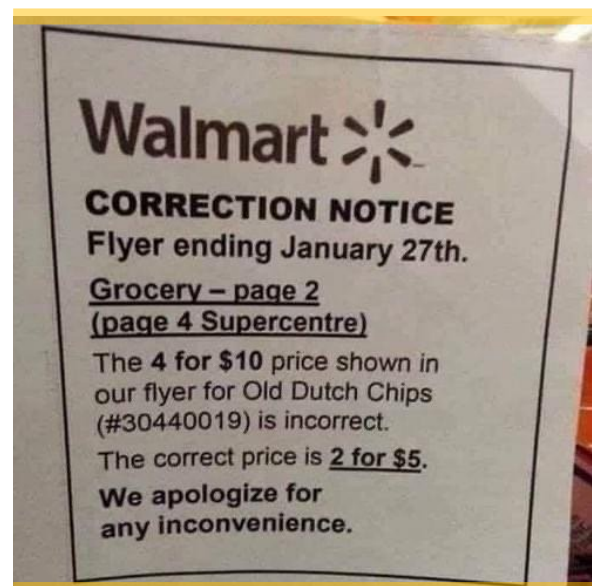 Walmart
CORRECTION NOTICE
Flyer ending January 27th.
Grocery – page 2
(page 4 Supercentre)
The 4 for $10 price shown in
our flyer for Old Dutch Chips
(#30440019) is incorrect.
The correct price is 2 for $5.
We apologize for
any inconvenience.